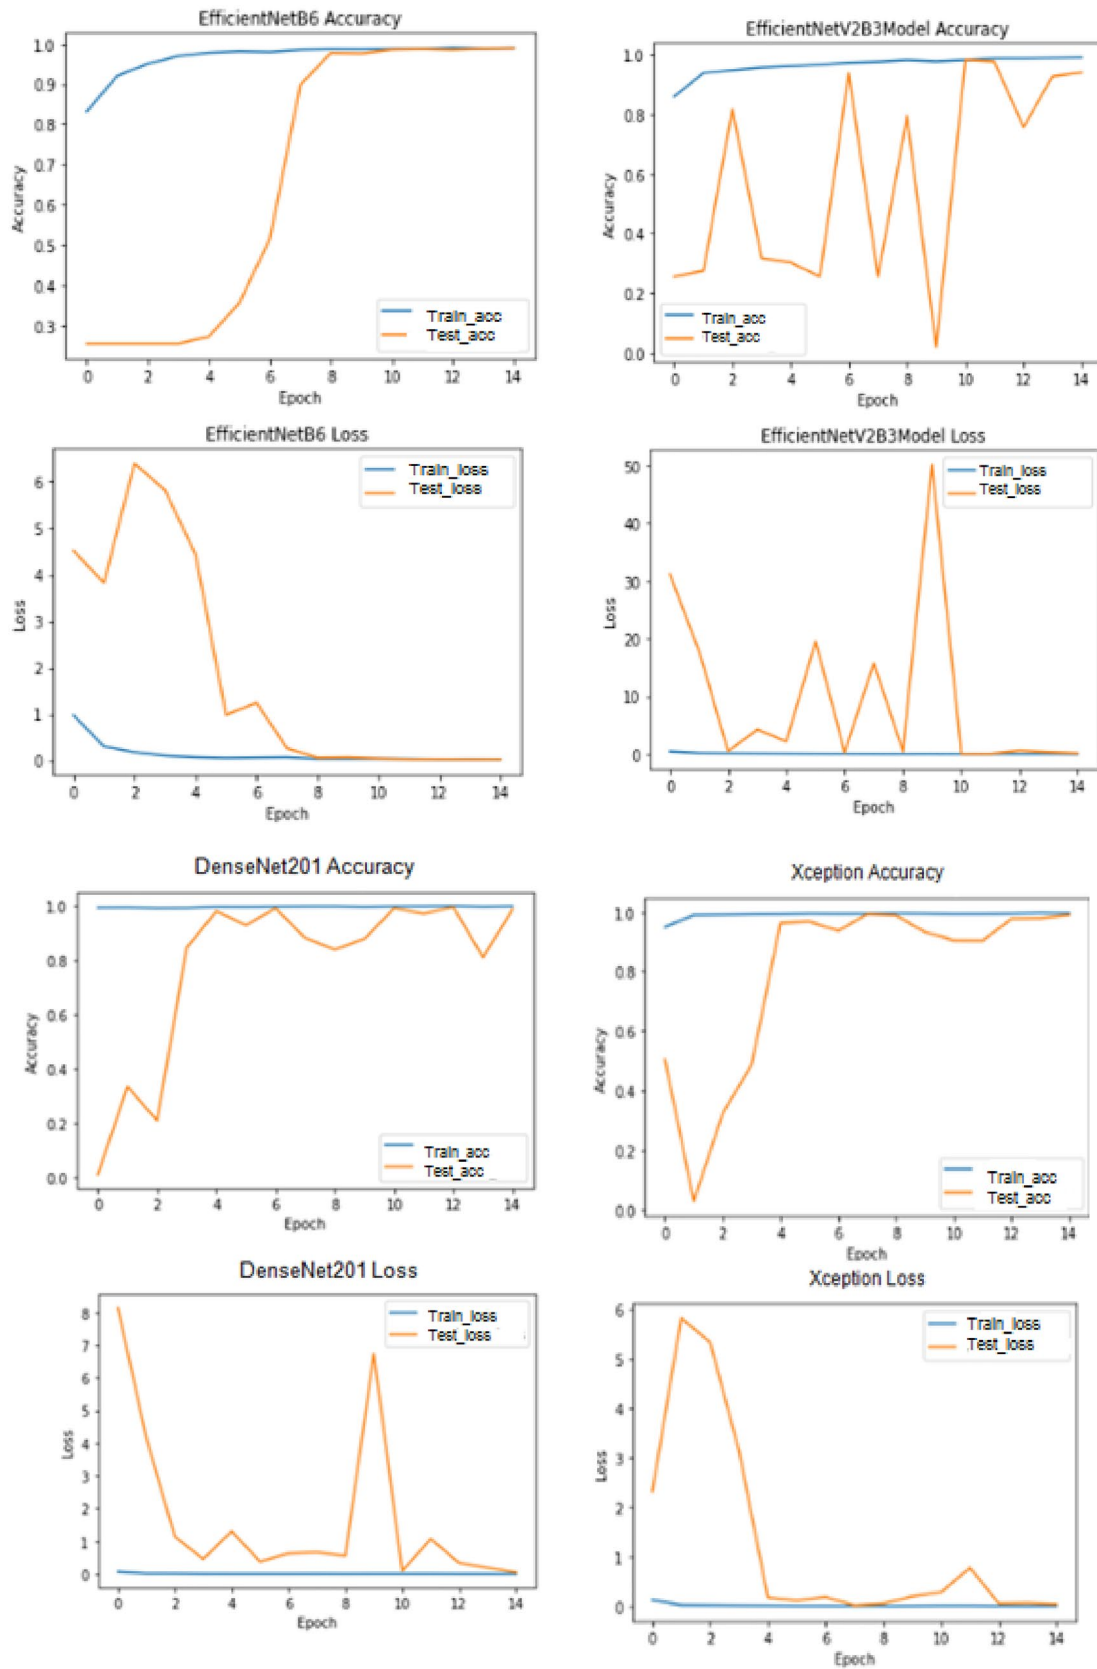 EfficientNetB6 Accuracy
1.0
0.9
0.8
0.7
0.6
0.5
0.4
0.3
Accuracy
Train_acc
Test_acc
0 2 4 6 8 10 12 14
Epoch
EfficientNetV2B3Model Accuracy
1.0
0.8
0.6
0.4
0.2
0.0
Accuracy
Train_acc
Test_acc
0 2 4 6 8 10 12 14
Epoch
EfficientNetB6 Loss
6
5
4
3
2
1
0
Loss
Train_loss
Test_loss
0 2 4 6 8 10 12 14
Epoch
EfficientNetV2B3Model Loss
50
40
30
20
10
0
Loss
Train_loss
Test_loss
0 2 4 6 8 10 12 14
Epoch
DenseNet201 Accuracy
1.0
0.8
0.6
0.4
0.2
0.0
Accuracy
Train_acc
Test_acc
0 2 4 6 8 10 12 14
Epoch
Xception Accuracy
1.0
0.8
0.6
0.4
0.2
0.0
Accuracy
Train_acc
Test_acc
0 2 4 6 8 10 12 14
Epoch
DenseNet201 Loss
8
7
6
5
4
3
2
1
0
Loss
Train_loss
Test_loss
0 2 4 6 8 10 12 14
Epoch
Xception Loss
6
5
4
3
2
1
0
Loss
Train_loss
Test_loss
0 2 4 6 8 10 12 14
Epoch